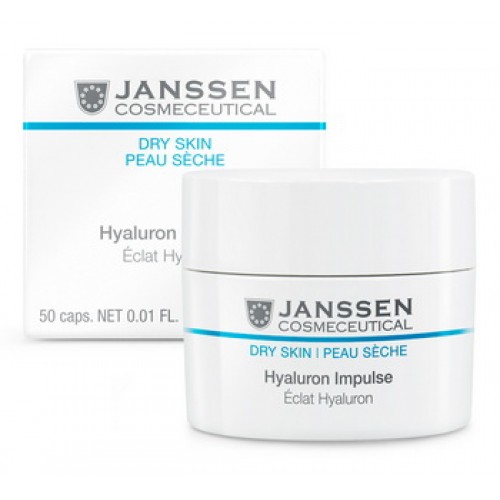 JANSSEN
COSMECEUTICAL
DRY SKIN
PEAU SÈCHE
Hyaluron
Éclat Hy
50 caps. NET 0.01 FL.
JANSSEN
COSMECEUTICAL
DRY SKIN | PEAU SÈCHE
Hyaluron Impulse
Éclat Hyaluron